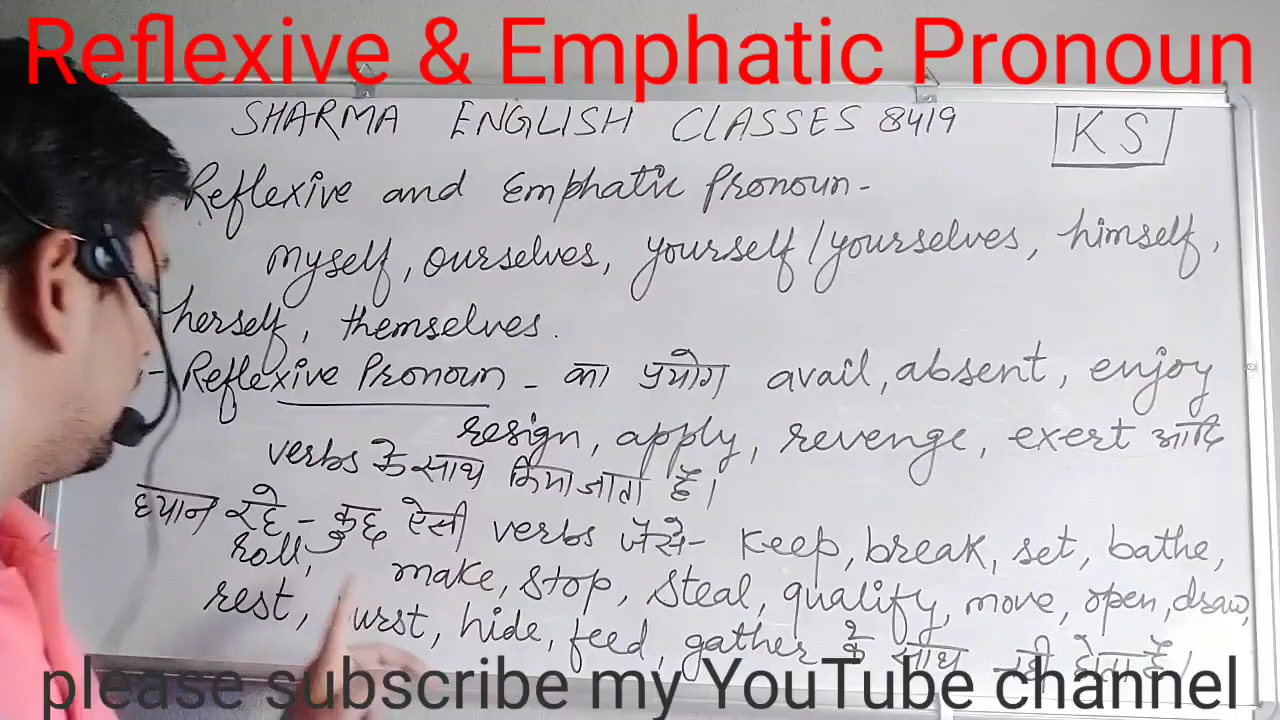 Reflexive & Emphatic Pronoun
SHARMA ENGLISH CLASSES 8419
KS
Reflexive and Emphatic Pronoun-
myself, ourselves, yourself/yourselves, himself,
herself, themselves.
- Reflexive Pronoun - का प्रयोग avail, absent, enjoy
resign, apply, revenge, exert आदि
verbs के साथ किया जाता है।
ध्यान रहे - कुछ ऐसी verbs जैसे- keep, break, set, bathe,
roll, make, stop, steal, qualify, move, open, draw,
rest, urst, hide, feed, gather के साथ होता है।
please subscribe my YouTube channel